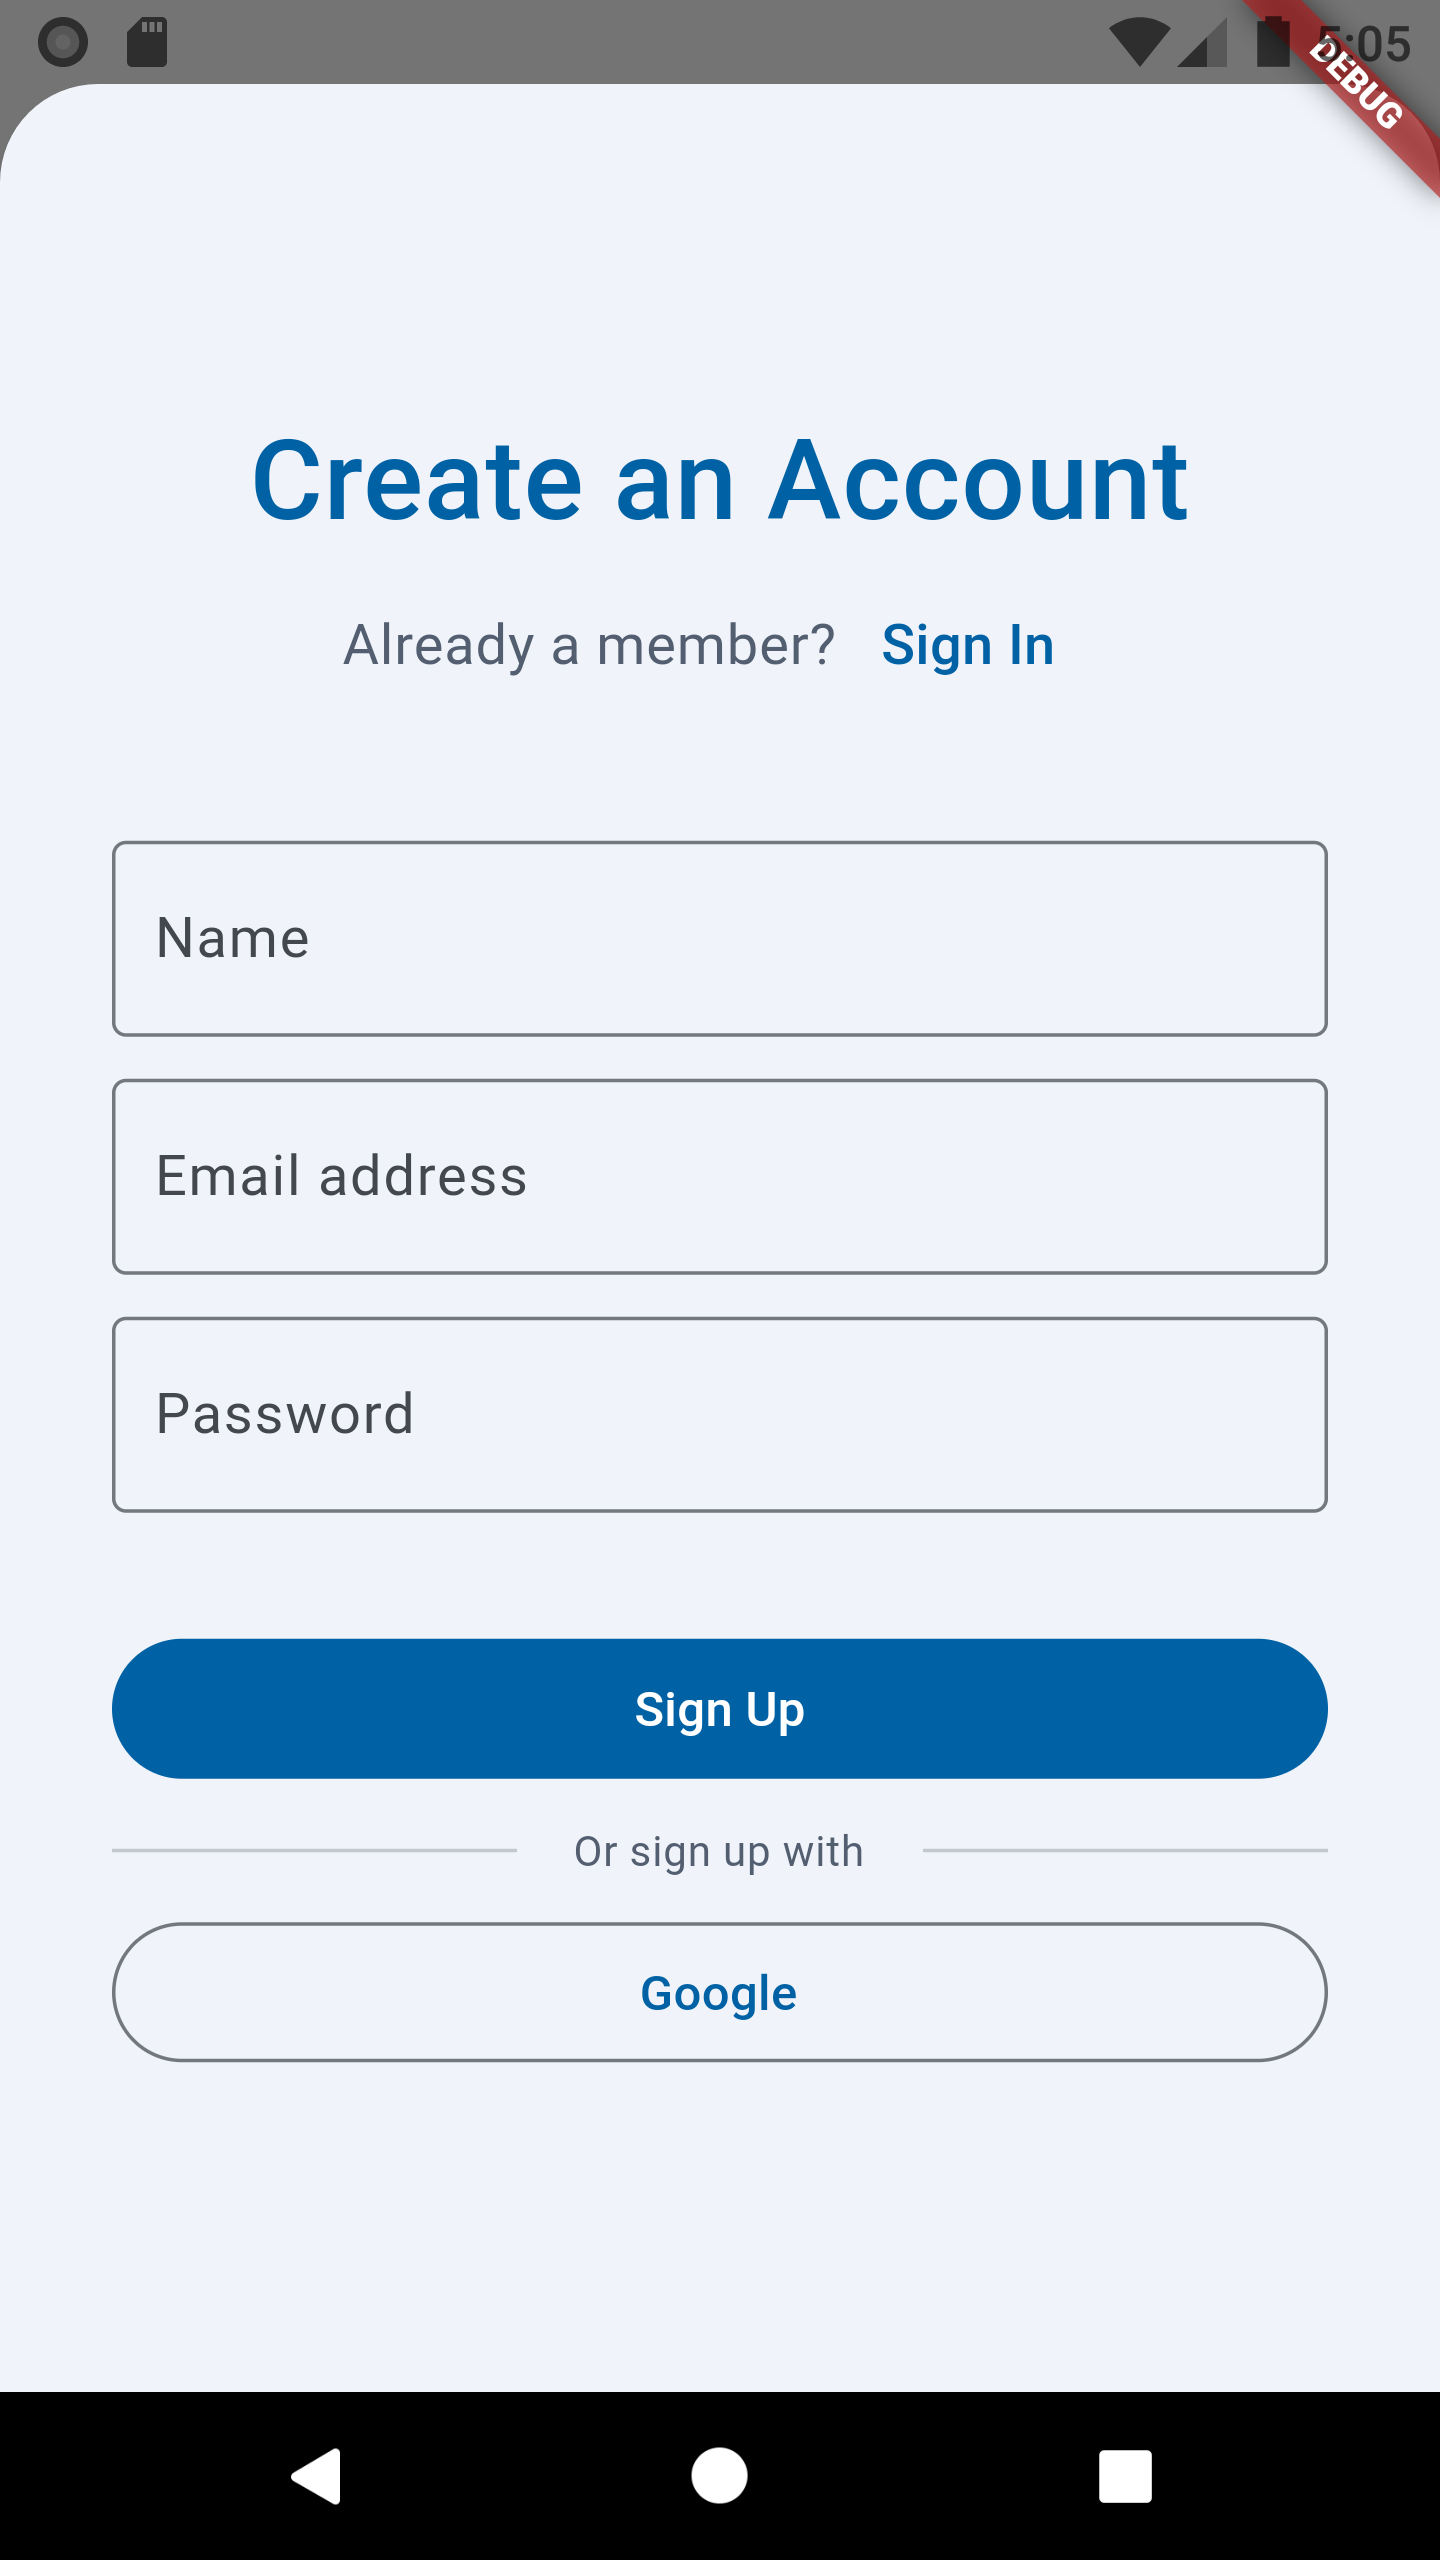 5:05
DEBUG
Create an Account
Already a member? Sign In
Name
Email address
Password
Sign Up
Or sign up with
Google